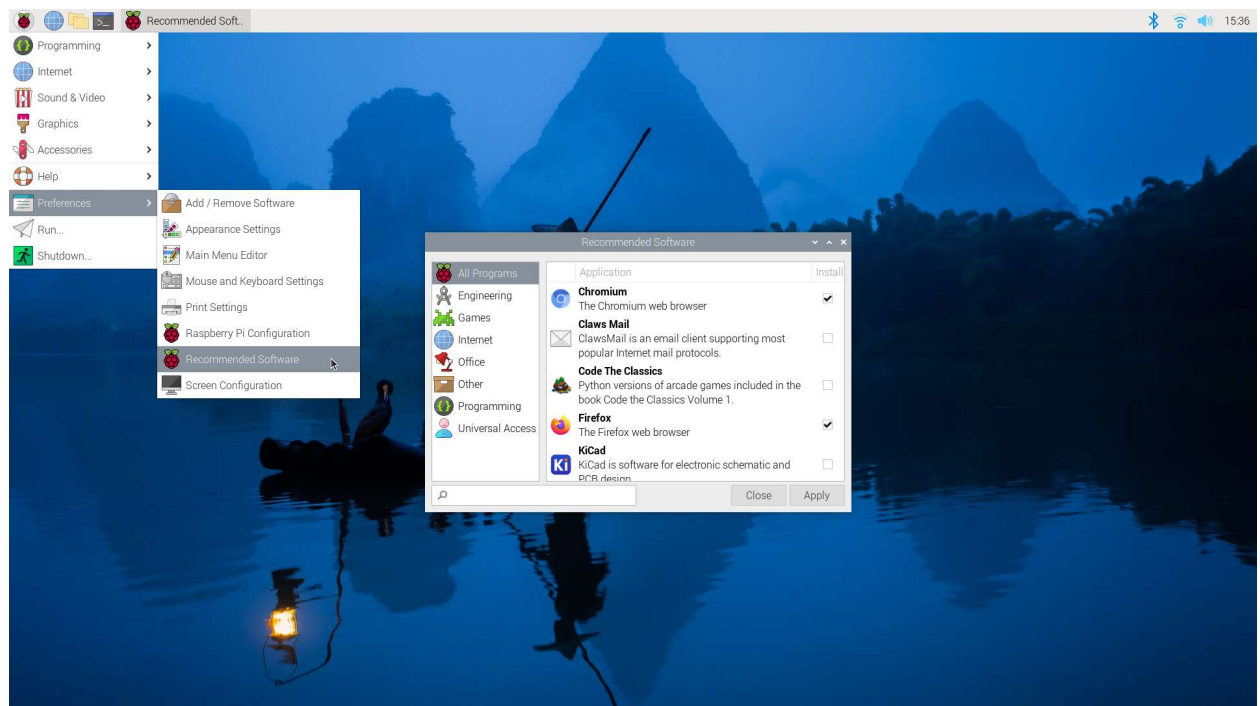 Recommended Soft..
15:36
Programming
Internet
Sound & Video
Graphics
Accessories
Help
Preferences
Run...
Shutdown...
Add / Remove Software
Appearance Settings
Main Menu Editor
Mouse and Keyboard Settings
Print Settings
Raspberry Pi Configuration
Recommended Software
Screen Configuration
Recommended Software
All Programs
Engineering
Games
Internet
Office
Other
Programming
Universal Access
Application Install
Chromium
The Chromium web browser
Claws Mail
ClawsMail is an email client supporting most
popular Internet mail protocols.
Code The Classics
Python versions of arcade games included in the
book Code the Classics Volume 1.
Firefox
The Firefox web browser
KiCad
Ki
KiCad is software for electronic schematic and
PCB design
Close
Apply